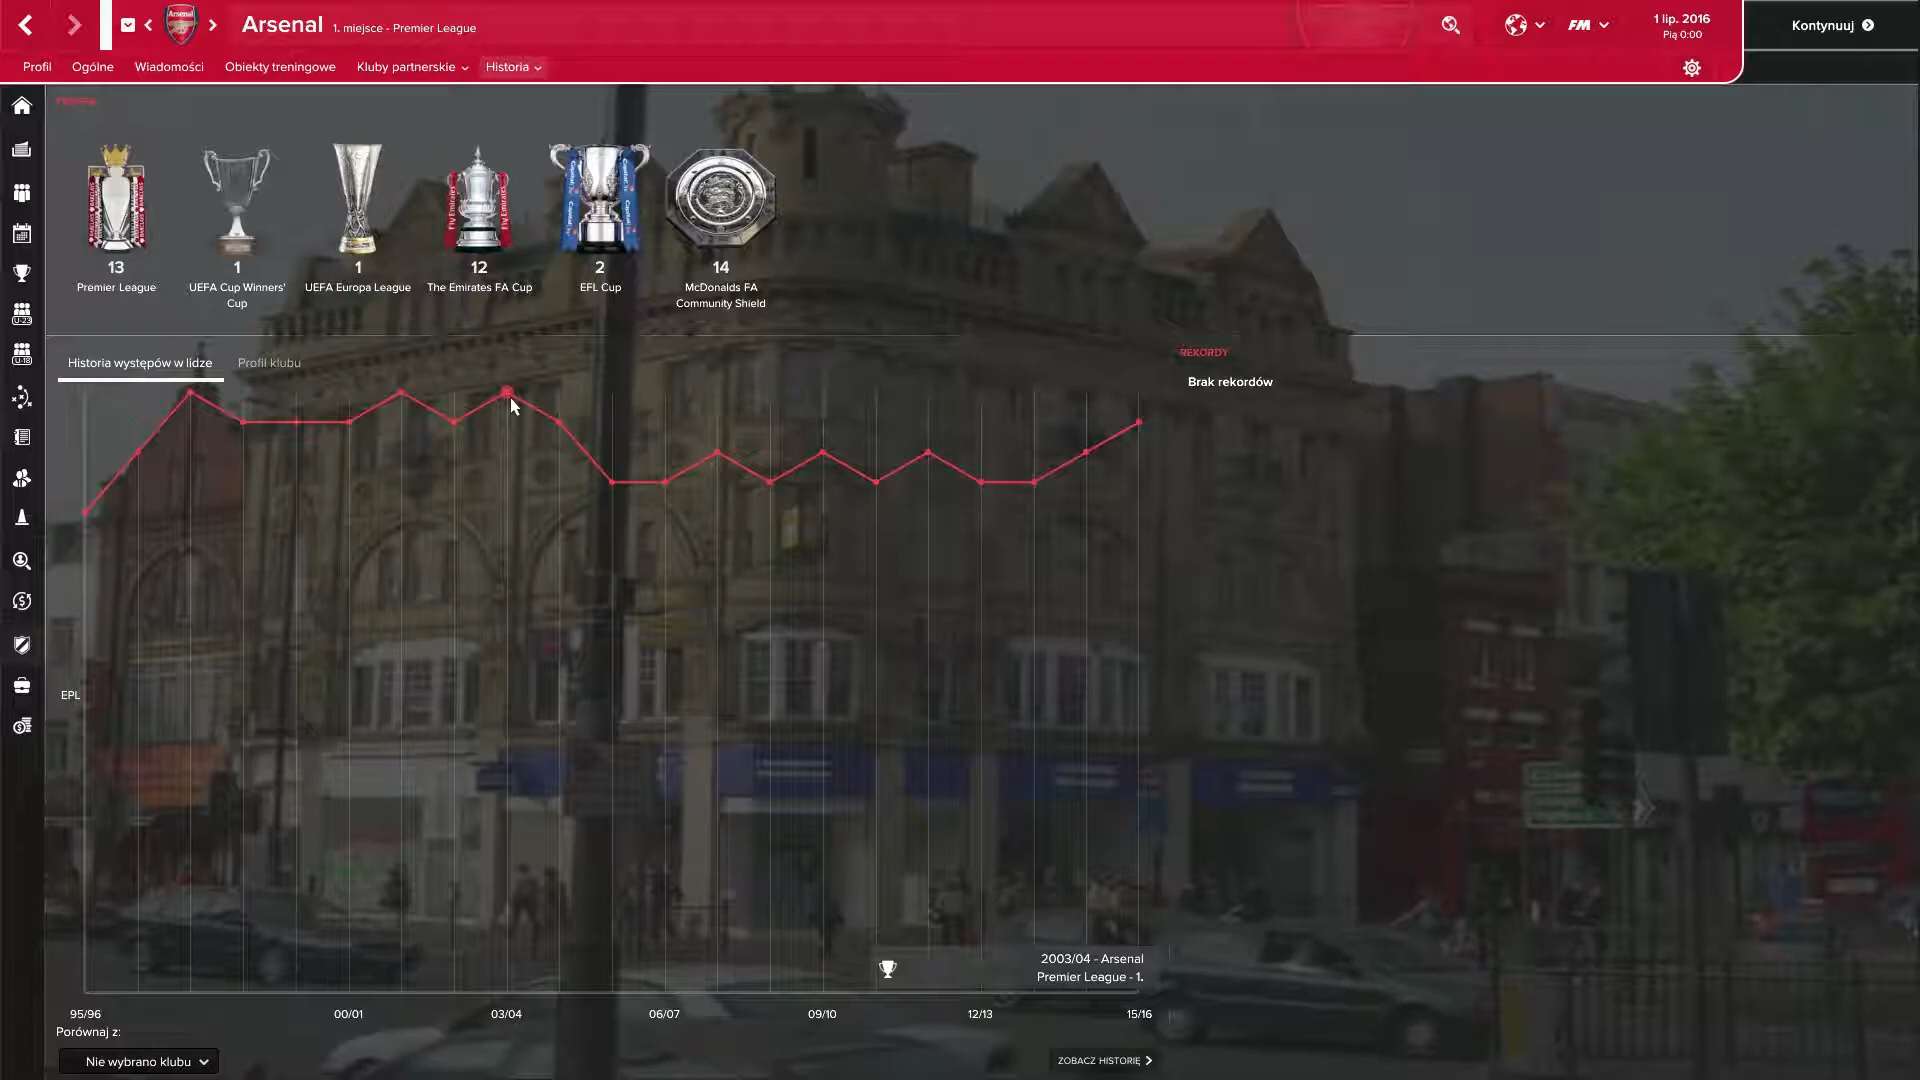 Arsenal
1. miejsce - Premier League
FM
1 lip. 2016
Pią 0:00
Kontynuuj
Profil
Ogólne
Wiadomości
Obiekty treningowe
Kluby partnerskie
Historia
13
Premier League
1
UEFA Cup Winners'
Cup
1
UEFA Europa League
12
The Emirates FA Cup
2
EFL Cup
14
McDonalds FA
Community Shield
U-23
U-18
Historia występów w lidze
Profil klubu
REKORDY
Brak rekordów
EPL
2003/04 - Arsenal
Premier League - 1.
95/96
00/01
03/04
06/07
09/10
12/13
15/16
Porównaj z:
Nie wybrano klubu
ZOBACZ HISTORIĘ